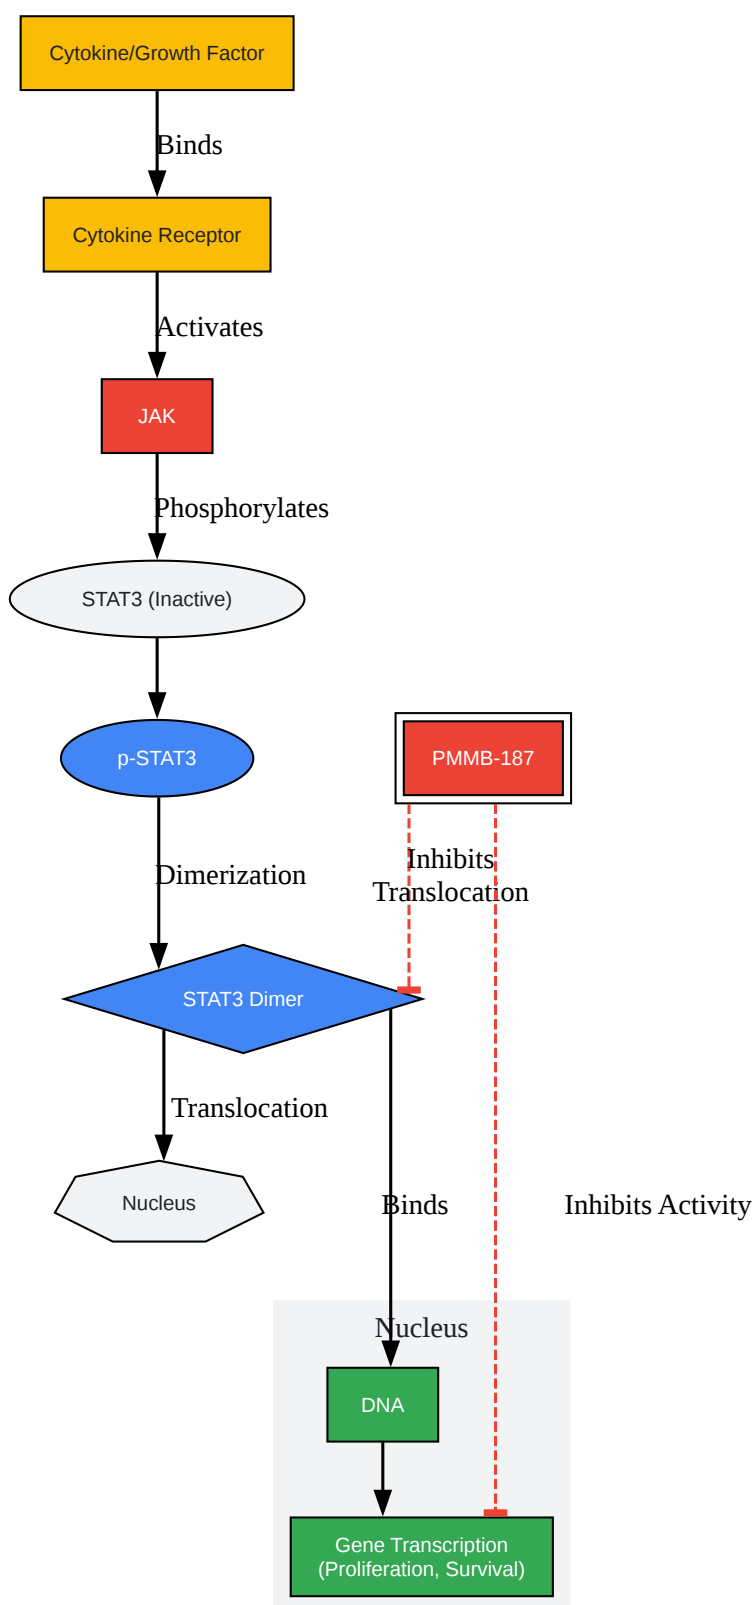 Cytokine/Growth Factor
Binds
Cytokine Receptor
Activates
JAK
Phosphorylates
STAT3 (Inactive)
p-STAT3
PMMB-187
Dimerization
Inhibits
Translocation
STAT3 Dimer
Translocation
Nucleus
Binds
Inhibits Activity
Nucleus
DNA
Gene Transcription
(Proliferation, Survival)